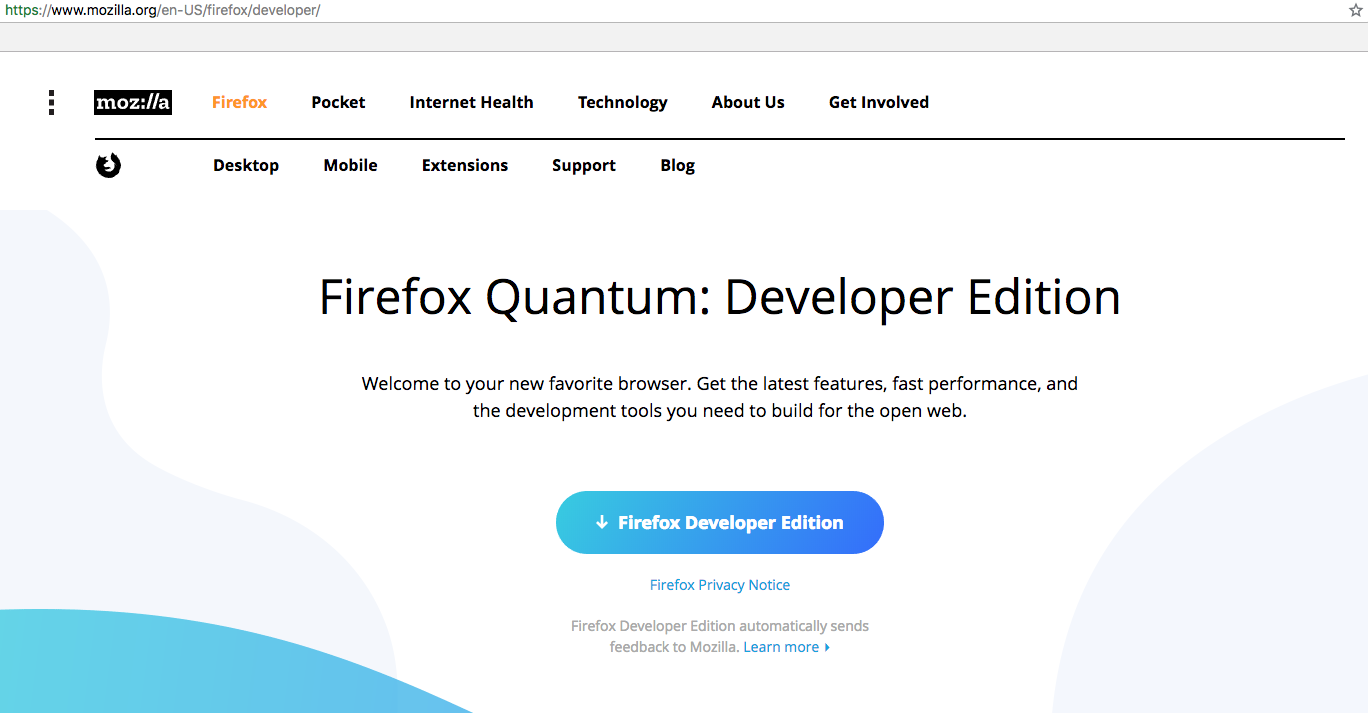 https://www.mozilla.org/en-US/firefox/developer/
moz://a Firefox Pocket Internet Health Technology About Us Get Involved
Desktop Mobile Extensions Support Blog
Firefox Quantum: Developer Edition
Welcome to your new favorite browser. Get the latest features, fast performance, and
the development tools you need to build for the open web.
Firefox Developer Edition
Firefox Privacy Notice
Firefox Developer Edition automatically sends
feedback to Mozilla. Learn more